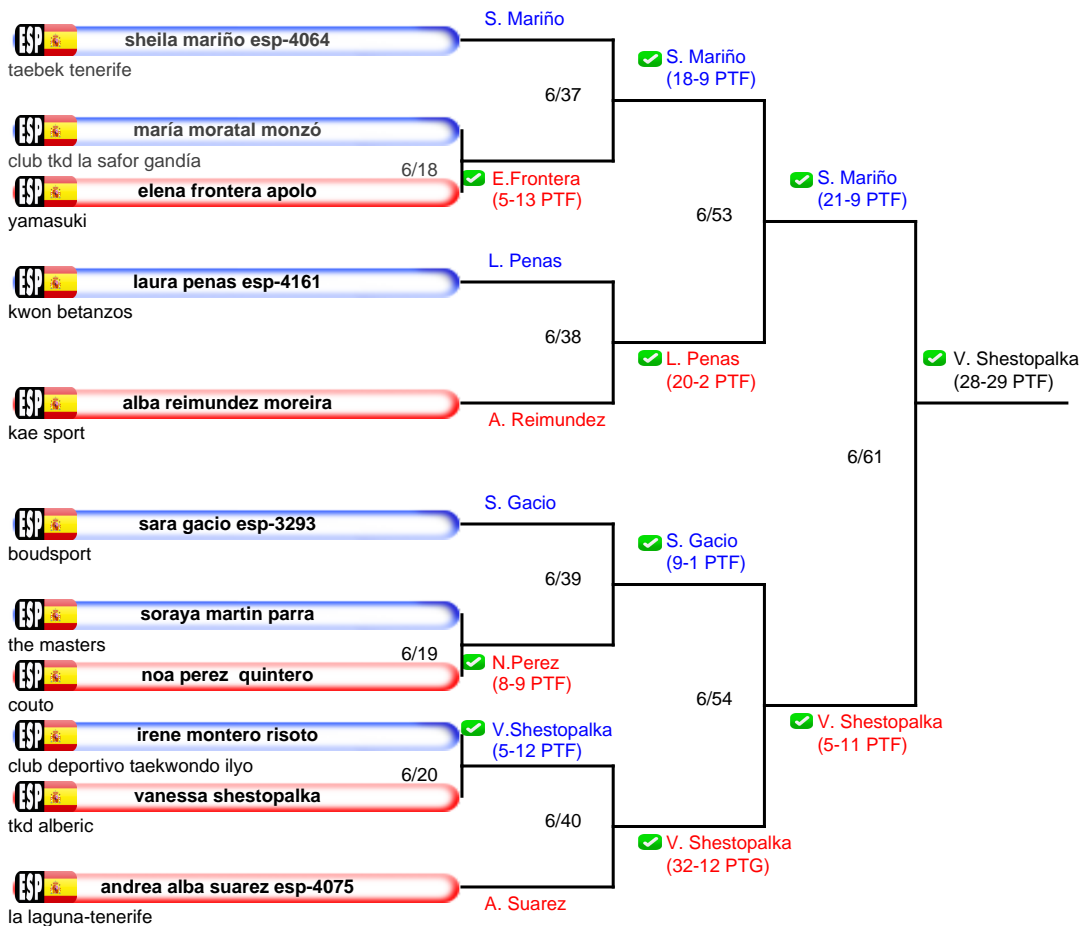 S. Mariño
ESP sheila mariño esp-4064
taebek tenerife
S. Mariño
(18-9 PTF)
6/37
ESP maría moratal monzó
club tkd la safor gandía
6/18
ESP elena frontera apolo
yamasuki
E.Frontera
(5-13 PTF)
S. Mariño
(21-9 PTF)
6/53
L. Penas
ESP laura penas esp-4161
kwon betanzos
6/38
L. Penas
(20-2 PTF)
V. Shestopalka
(28-29 PTF)
ESP alba reimundez moreira
kae sport
A. Reimundez
6/61
S. Gacio
ESP sara gacio esp-3293
boudsport
S. Gacio
(9-1 PTF)
6/39
ESP soraya martin parra
the masters
6/19
ESP noa perez  quintero
couto
N.Perez
(8-9 PTF)
6/54
V. Shestopalka
(5-11 PTF)
ESP irene montero risoto
club deportivo taekwondo ilyo
V.Shestopalka
(5-12 PTF)
6/20
ESP vanessa shestopalka
tkd alberic
6/40
V. Shestopalka
(32-12 PTG)
ESP andrea alba suarez esp-4075
la laguna-tenerife
A. Suarez